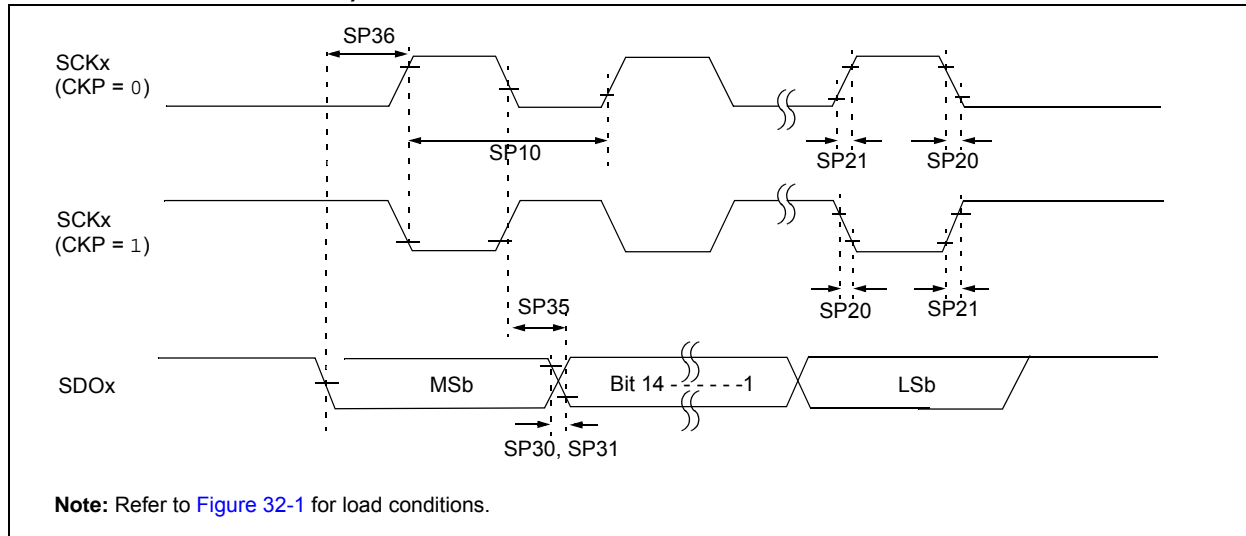 SP36
SCKx
(CKP = 0)
SP10
SP21
SP20
SCKx
(CKP = 1)
SP35
SP20
SP21
SDOx
MSb
Bit 14 - - - - - -1
LSb
SP30, SP31
Note: Refer to Figure 32-1 for load conditions.